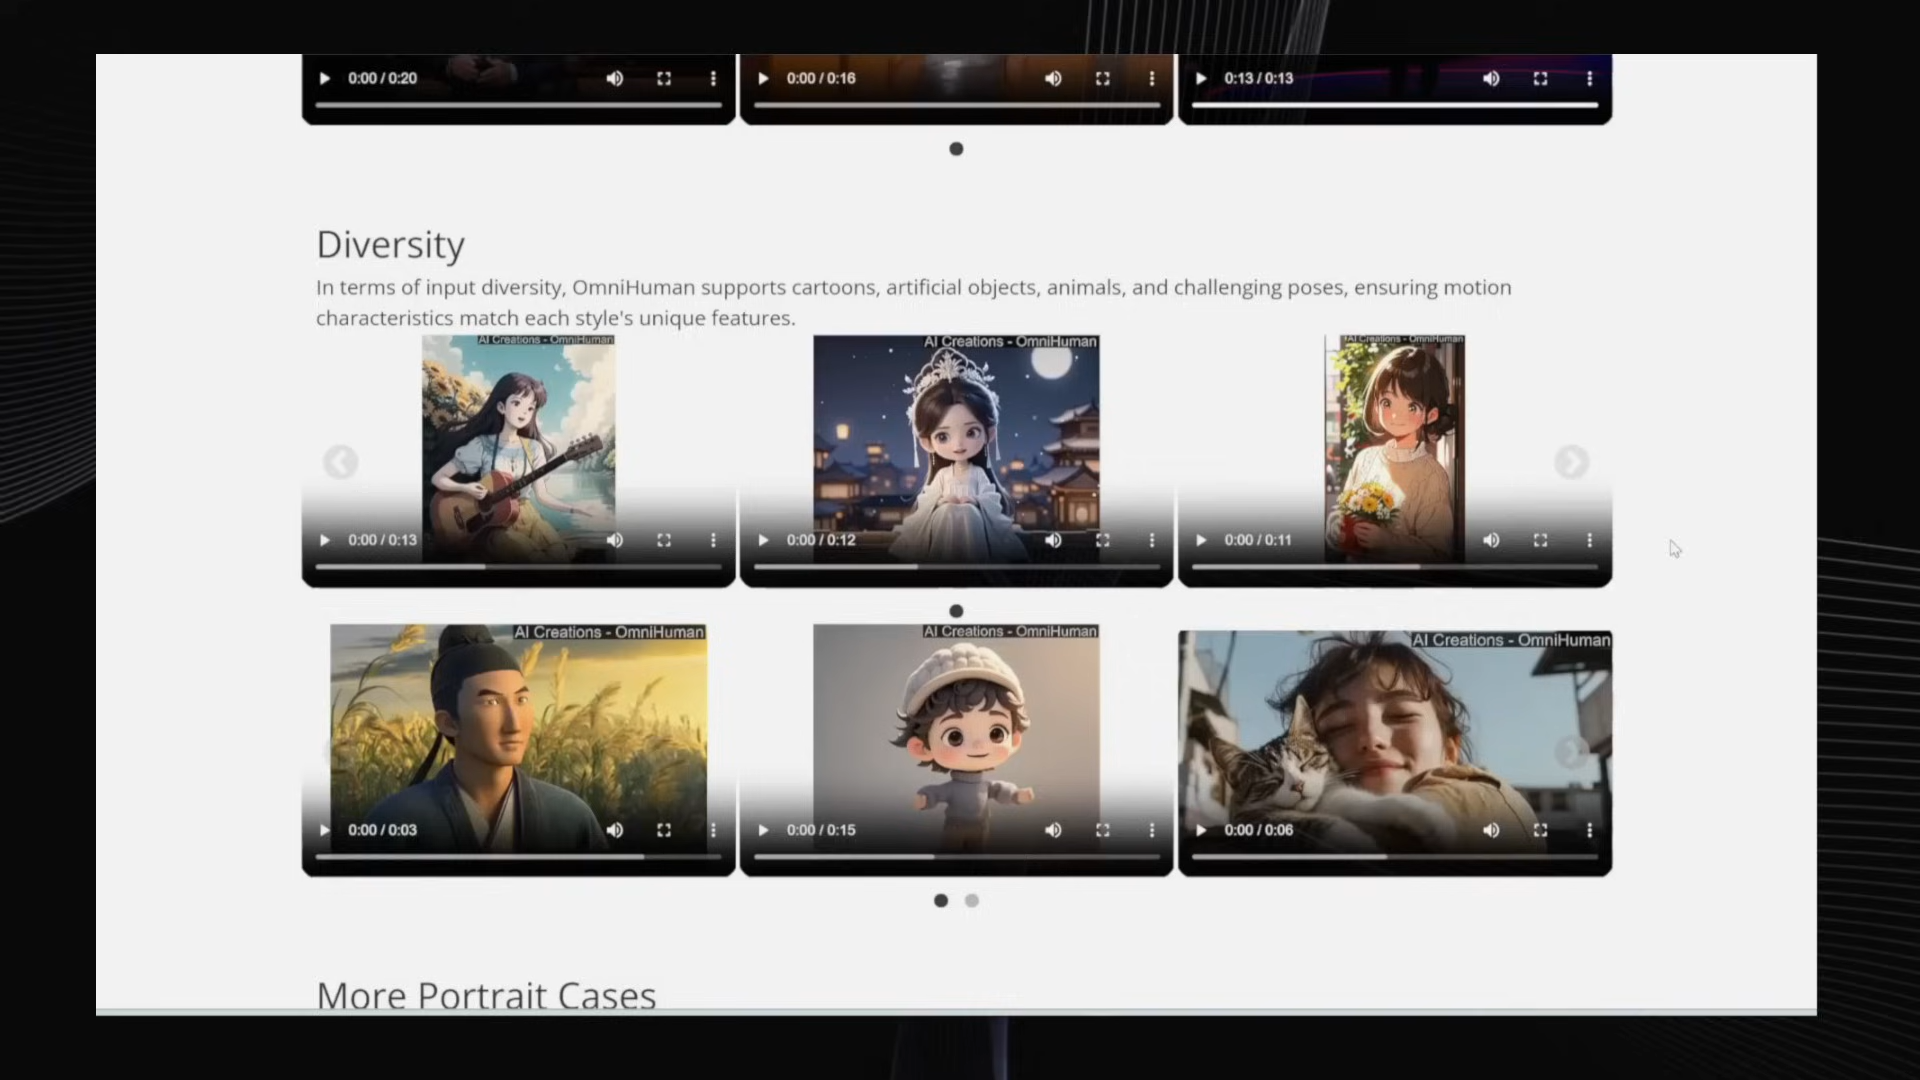 0:00 / 0:20
0:00 / 0:16
0:13 / 0:13
Diversity
In terms of input diversity, OmniHuman supports cartoons, artificial objects, animals, and challenging poses, ensuring motion
characteristics match each style's unique features.
AI Creations - OmniHuman
AI Creations - OmniHuman
AI Creations - OmniHuman
0:00 / 0:13
0:00 / 0:12
0:00 / 0:11
AI Creations - OmniHuman
AI Creations - OmniHuman
AI Creations - OmniHuman
0:00 / 0:03
0:00 / 0:15
0:00 / 0:06
More Portrait Cases